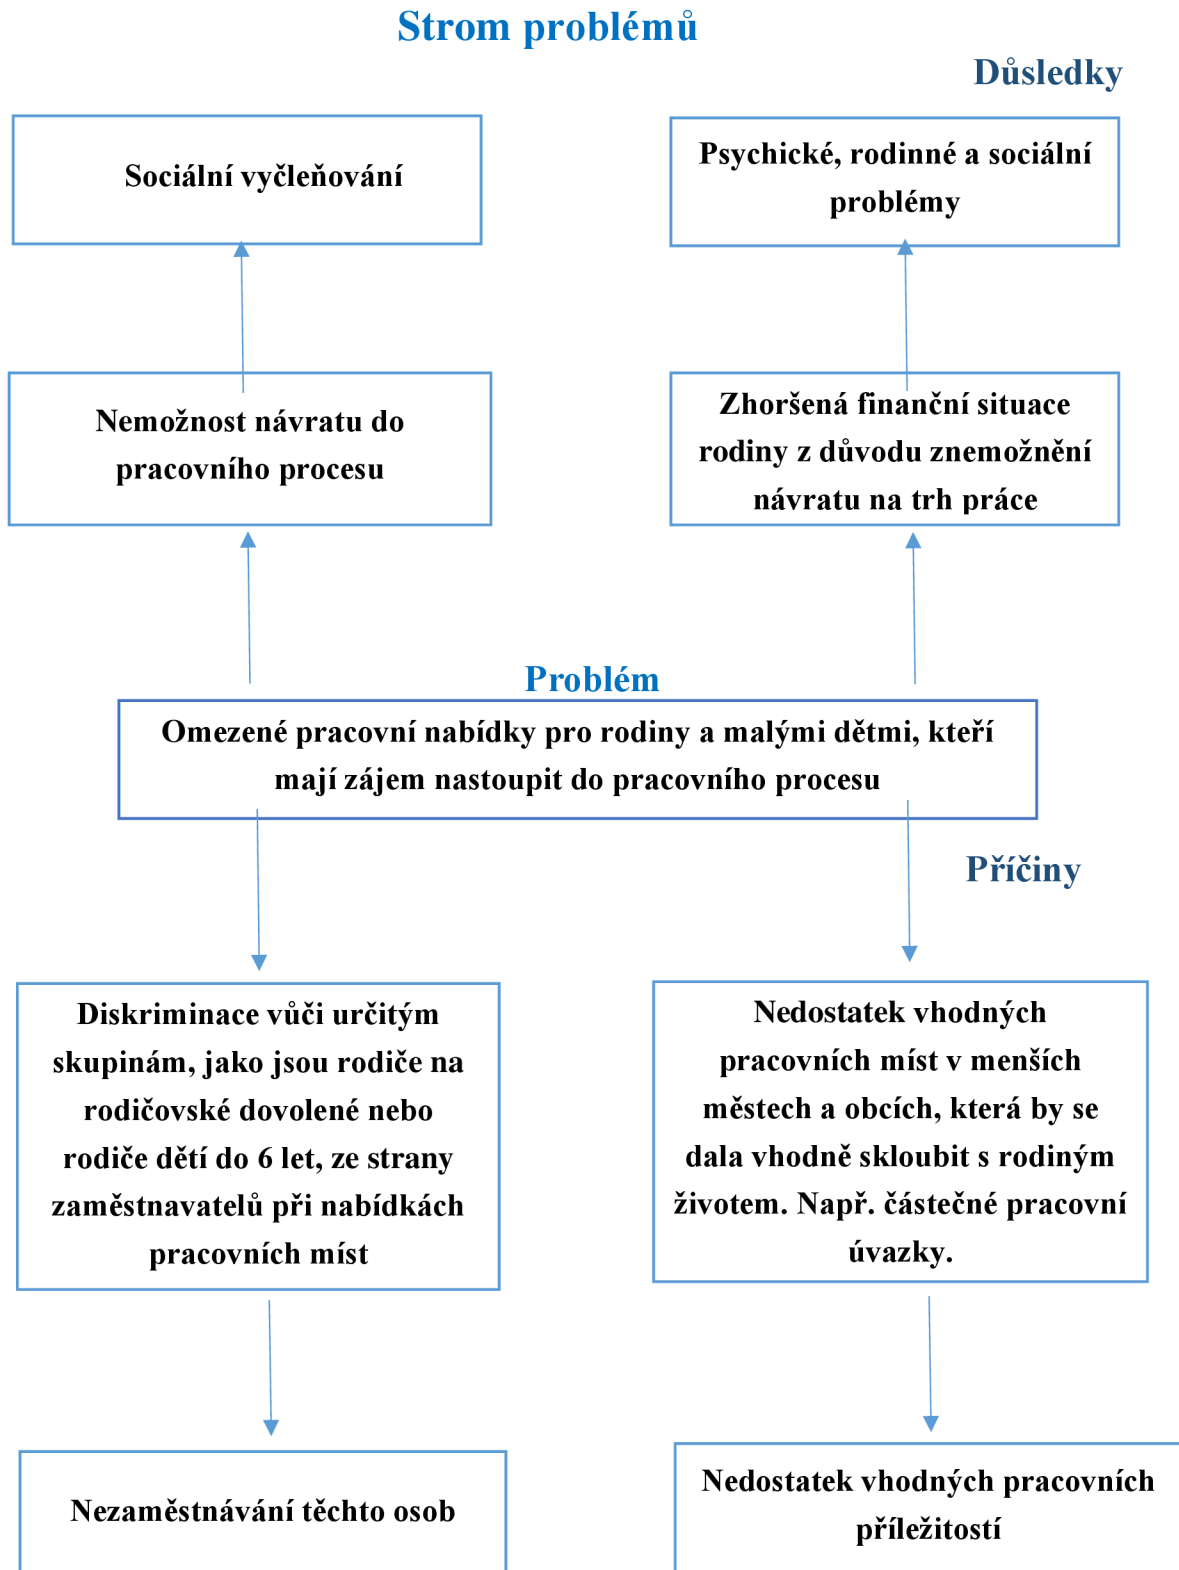 Strom problémů
Důsledky
Sociální vyčleňování
Psychické, rodinné a sociální
problémy
Nemožnost návratu do
pracovního procesu
Zhoršená finanční situace
rodiny z důvodu znemožnění
návratu na trh práce
Problém
Omezené pracovní nabídky pro rodiny a malými dětmi, kteří
mají zájem nastoupit do pracovního procesu
Příčiny
Diskriminace vůči určitým
skupinám, jako jsou rodiče na
rodičovské dovolené nebo
rodiče dětí do 6 let, ze strany
zaměstnavatelů při nabídkách
pracovních míst
Nedostatek vhodných
pracovních míst v menších
městech a obcích, která by se
dala vhodně skloubit s rodiným
životem. Např. částečné pracovní
úvazky.
Nezaměstnávání těchto osob
Nedostatek vhodných pracovních
příležitostí